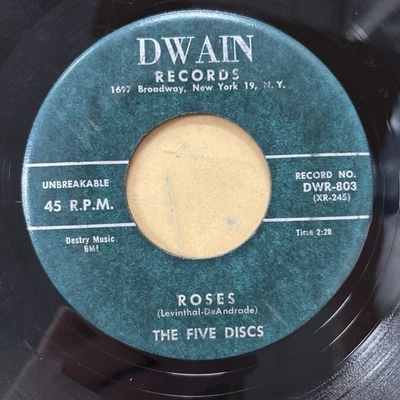 DWAIN
RECORDS
1697 Broadway, New York 19, N.Y.
UNBREAKABLE
45 R.P.M.
Destry Music
BMI
RECORD NO.
DWR-803
(XR-245)
Time 2:20
ROSES
(Levinthal-DeAndrade)
THE FIVE DISCS